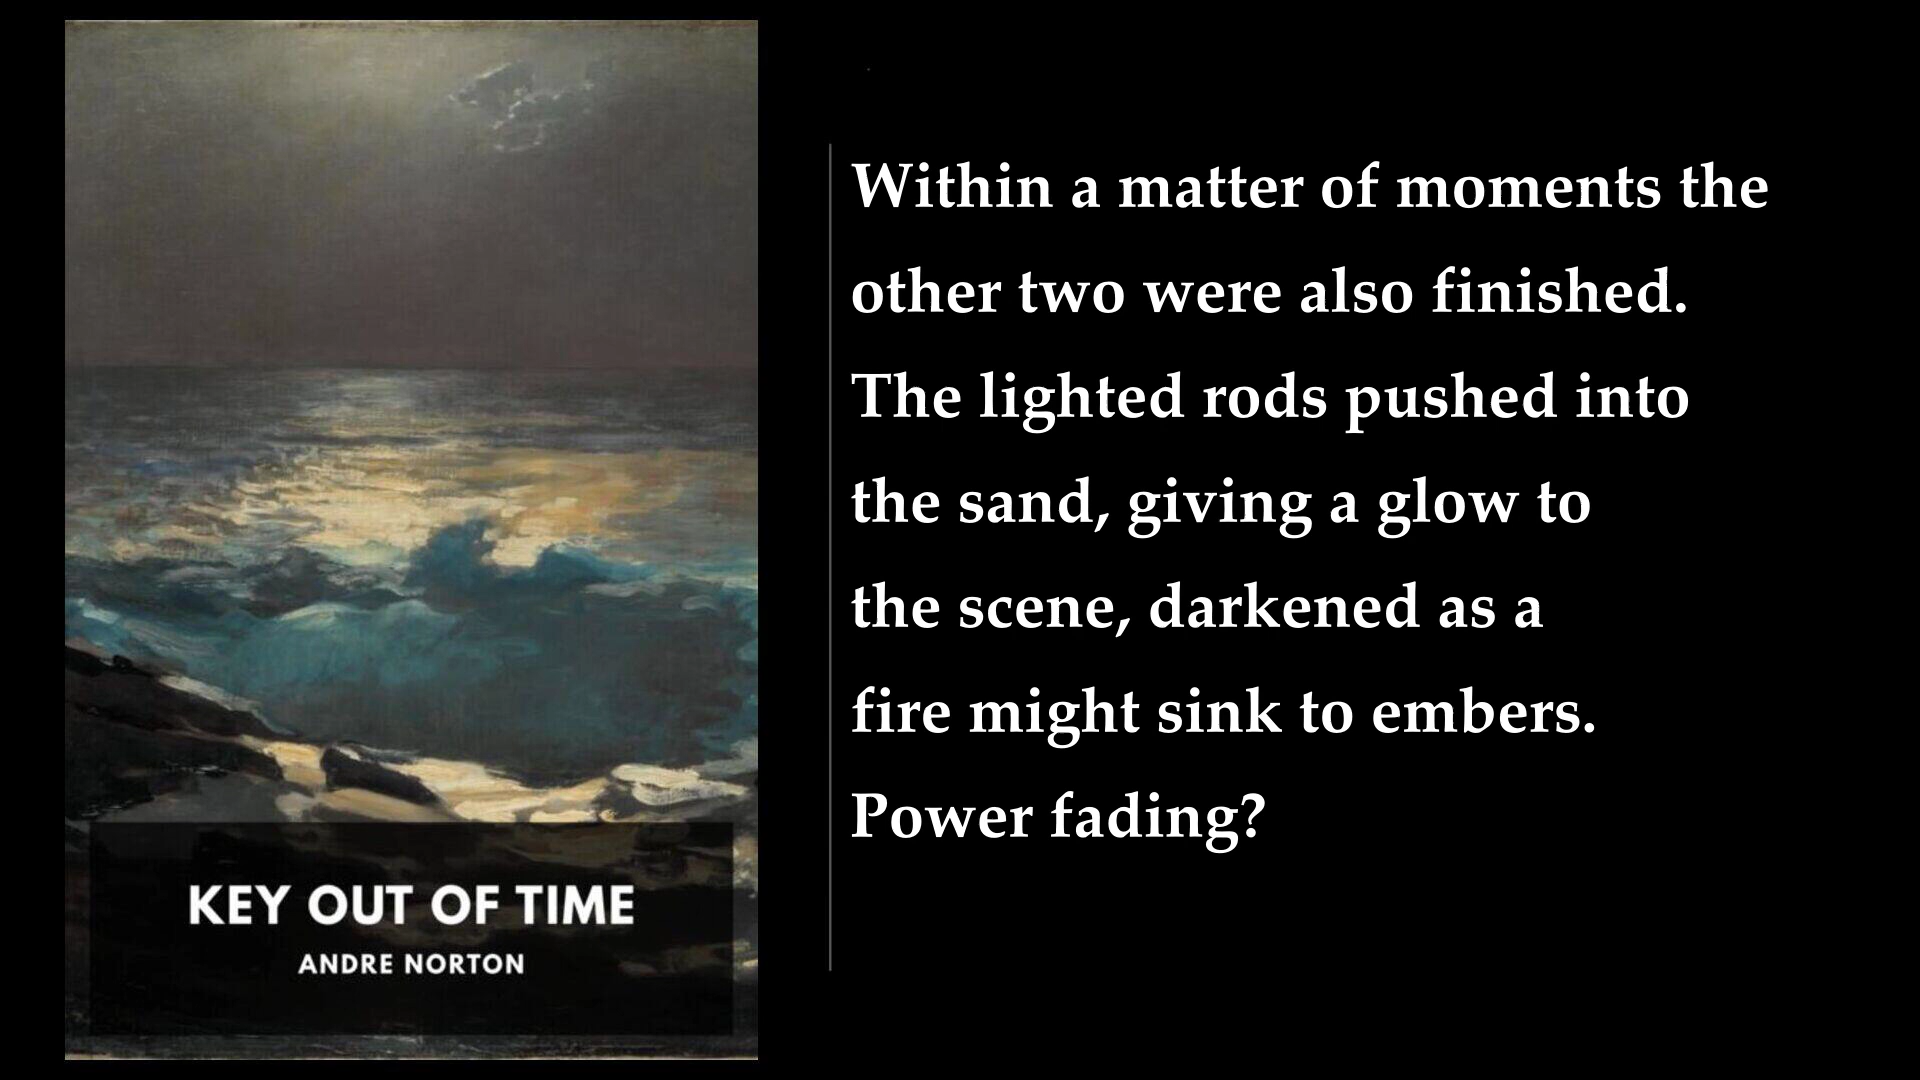 Within a matter of moments the
other two were also finished.
The lighted rods pushed into
the sand, giving a glow to
the scene, darkened as a
fire might sink to embers.
Power fading?
KEY OUT OF TIME
ANDRE NORTON